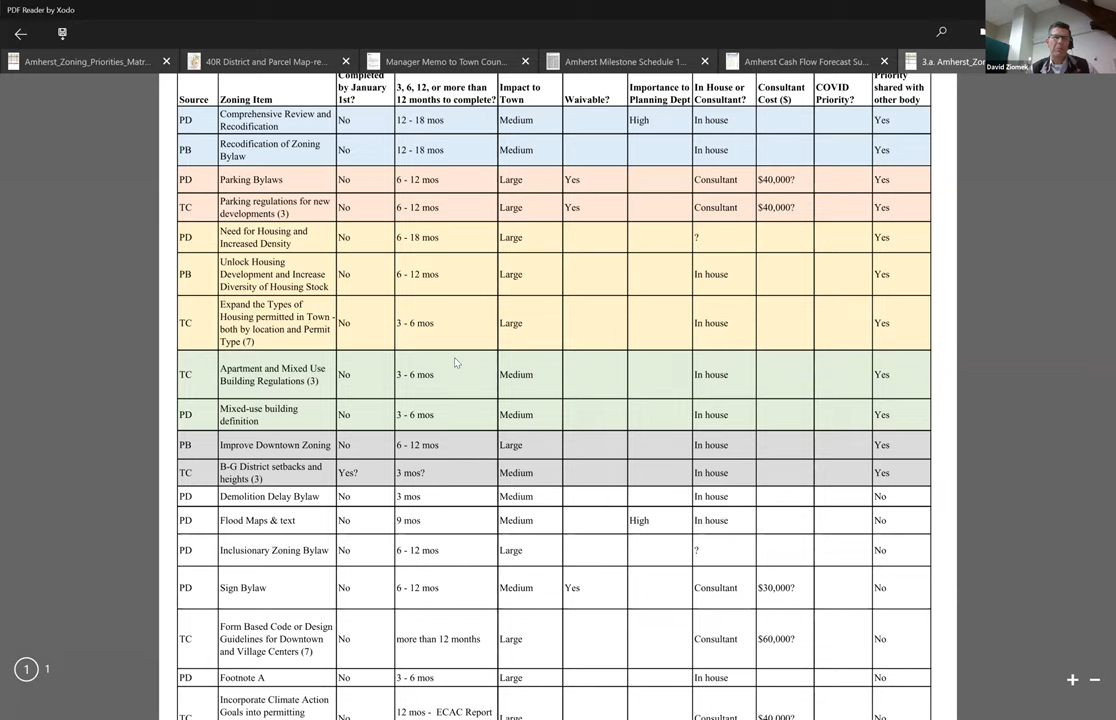 PDF Reader by Xodo
Amherst_Zoning_Priorities_Matr...
40R District and Parcel Map-re...
Manager Memo to Town Coun...
Amherst Milestone Schedule 1...
Amherst Cash Flow Forecast Su...
3.a. Amherst_Zo
David Ziomek
Source Zoning Item Completed by January 1st? 3, 6, 12, or more than 12 months to complete? Impact to Town Waivable? Importance to Planning Dept In House or Consultant? Consultant Cost ($) COVID Priority? Priority shared with other body
PD Comprehensive Review and Recodification No 12 - 18 mos Medium High In house Yes
PB Recodification of Zoning Bylaw No 12 - 18 mos Medium In house Yes
PD Parking Bylaws No 6 - 12 mos Large Yes Consultant $40,000? Yes
TC Parking regulations for new developments (3) No 6 - 12 mos Large Yes Consultant $40,000? Yes
PD Need for Housing and Increased Density No 6 - 18 mos Large ? Yes
PB Unlock Housing Development and Increase Diversity of Housing Stock No 6 - 12 mos Large In house Yes
TC Expand the Types of Housing permitted in Town - both by location and Permit Type (7) No 3 - 6 mos Large In house Yes
TC Apartment and Mixed Use Building Regulations (3) No 3 - 6 mos Medium In house Yes
PD Mixed-use building definition No 3 - 6 mos Medium In house Yes
PB Improve Downtown Zoning No 6 - 12 mos Large In house Yes
TC B-G District setbacks and heights (3) Yes? 3 mos? Medium In house Yes
PD Demolition Delay Bylaw No 3 mos Medium In house No
PD Flood Maps & text No 9 mos Medium High In house No
PD Inclusionary Zoning Bylaw No 6 - 12 mos Large ? No
PD Sign Bylaw No 6 - 12 mos Medium Yes Consultant $30,000? No
TC Form Based Code or Design Guidelines for Downtown and Village Centers (7) No more than 12 months Large Consultant $60,000? No
PD Footnote A No 3 - 6 mos Large In house No
TC Incorporate Climate Action Goals into permitting No 12 mos - ECAC Report Large Consultant $40,000? No
1 1